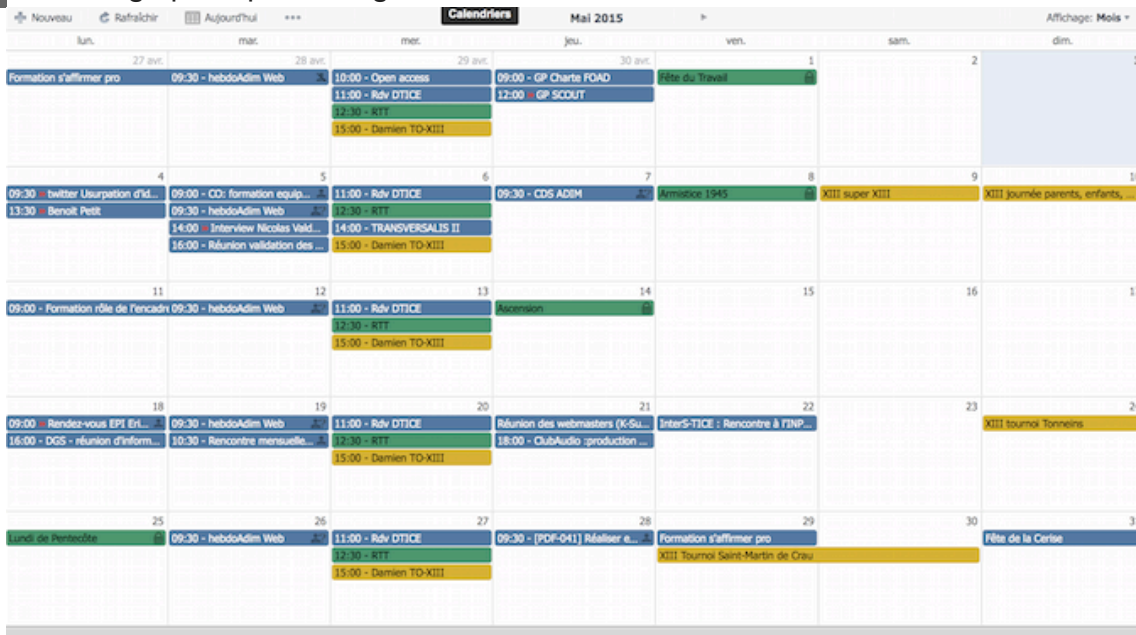 Nouveau Rafraîchir Aujourd'hui ••• Calendriers Mai 2015 Affichage: Mois
lun. mar. mer. jeu. ven. sam. dim.
27 avr. 28 avr. 29 avr. 30 avr. 1 2
Formation s'affirmer pro 09:30 - hebdoAdim Web 10:00 - Open access 09:00 - GP Charte FOAD Fête du Travail
11:00 - Rdv DTICE 12:00 GP SCOUT
12:30 - RTT
15:00 - Damien TO-XIII
4 5 6 7 8 9
09:30 twitter Usurpation d'id... 09:00 - CO: formation equip... 11:00 - Rdv DTICE 09:30 - CDS ADIM Armistice 1945 XIII super XIII XIII journée parents, enfants, ...
13:30 Benoit Petit 09:30 - hebdoAdim Web 12:30 - RTT
14:00 Interview Nicolas Vald... 14:00 - TRANSVERSALIS II
16:00 - Réunion validation des ... 15:00 - Damien TO-XIII
11 12 13 14 15 16
09:00 - Formation rôle de l'encadr 09:30 - hebdoAdim Web 11:00 - Rdv DTICE Ascension
12:30 - RTT
15:00 - Damien TO-XIII
18 19 20 21 22 23
09:00 Rendez-vous EPI Eri... 09:30 - hebdoAdim Web 11:00 - Rdv DTICE Réunion des webmasters (K-Su... InterS-TICE : Rencontre à l'INP... XIII tournoi Tonneins
16:00 - DGS - réunion d'inform... 10:30 - Rencontre mensuelle... 12:30 - RTT 18:00 - ClubAudio :production ...
15:00 - Damien TO-XIII
25 26 27 28 29 30
Lundi de Pentecôte 09:30 - hebdoAdim Web 11:00 - Rdv DTICE 09:30 - [PDF-041] Réaliser e... Formation s'affirmer pro Fête de la Cerise
12:30 - RTT XIII Tournoi Saint-Martin de Crau
15:00 - Damien TO-XIII